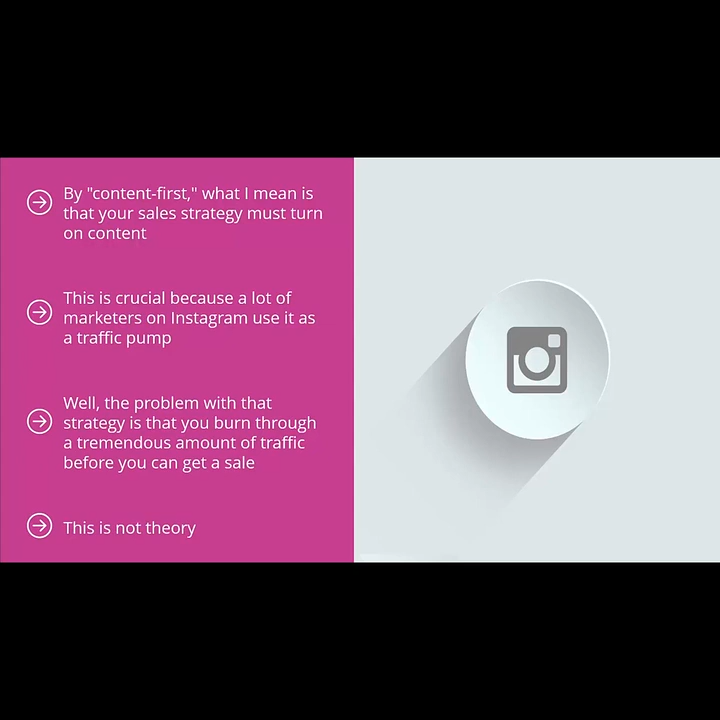 By "content-first," what I mean is
that your sales strategy must turn
on content
This is crucial because a lot of
marketers on Instagram use it as
a traffic pump
Well, the problem with that
strategy is that you burn through
a tremendous amount of traffic
before you can get a sale
This is not theory